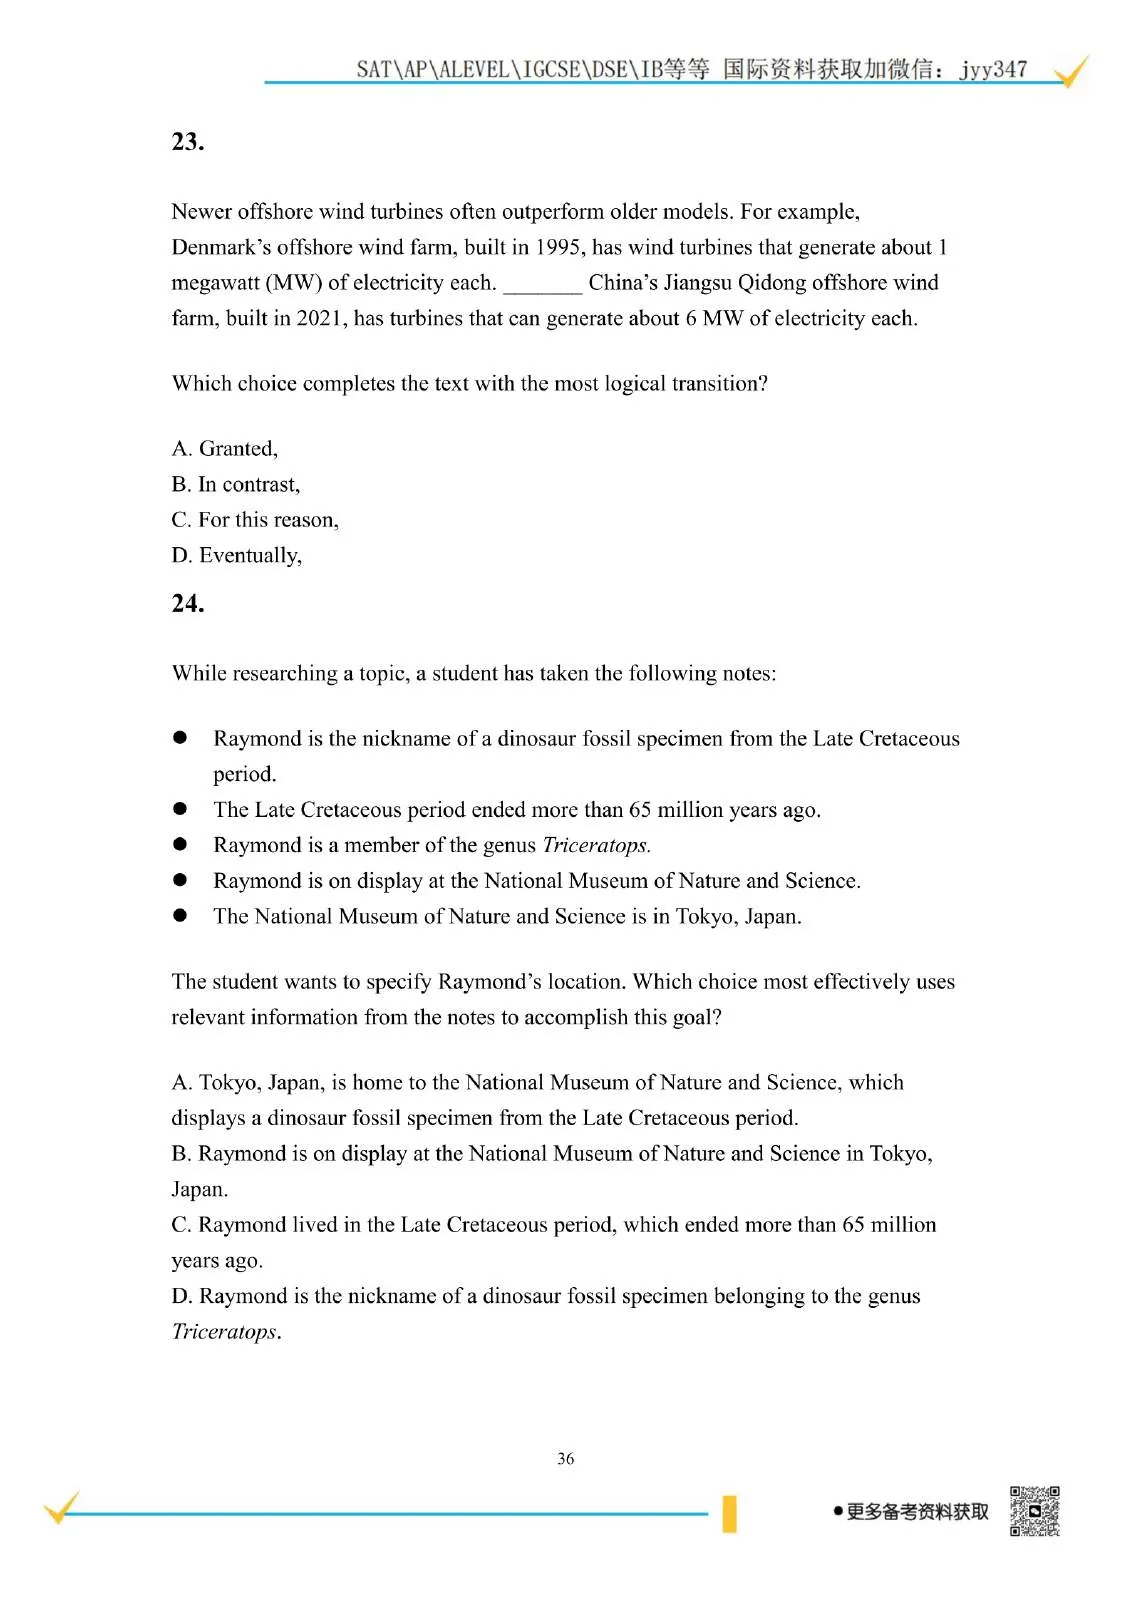 SAT\AP\ALEVEL\IGCSE\DSE\IB等等 国际资料获取加微信：jyy347
23.
Newer offshore wind turbines often outperform older models. For example,
Denmark’s offshore wind farm, built in 1995, has wind turbines that generate about 1
megawatt (MW) of electricity each. _______ China’s Jiangsu Qidong offshore wind
farm, built in 2021, has turbines that can generate about 6 MW of electricity each.
Which choice completes the text with the most logical transition?
A. Granted,
B. In contrast,
C. For this reason,
D. Eventually,
24.
While researching a topic, a student has taken the following notes:
● Raymond is the nickname of a dinosaur fossil specimen from the Late Cretaceous
period.
● The Late Cretaceous period ended more than 65 million years ago.
● Raymond is a member of the genus Triceratops.
● Raymond is on display at the National Museum of Nature and Science.
● The National Museum of Nature and Science is in Tokyo, Japan.
The student wants to specify Raymond’s location. Which choice most effectively uses
relevant information from the notes to accomplish this goal?
A. Tokyo, Japan, is home to the National Museum of Nature and Science, which
displays a dinosaur fossil specimen from the Late Cretaceous period.
B. Raymond is on display at the National Museum of Nature and Science in Tokyo,
Japan.
C. Raymond lived in the Late Cretaceous period, which ended more than 65 million
years ago.
D. Raymond is the nickname of a dinosaur fossil specimen belonging to the genus
Triceratops.
36
●更多备考资料获取